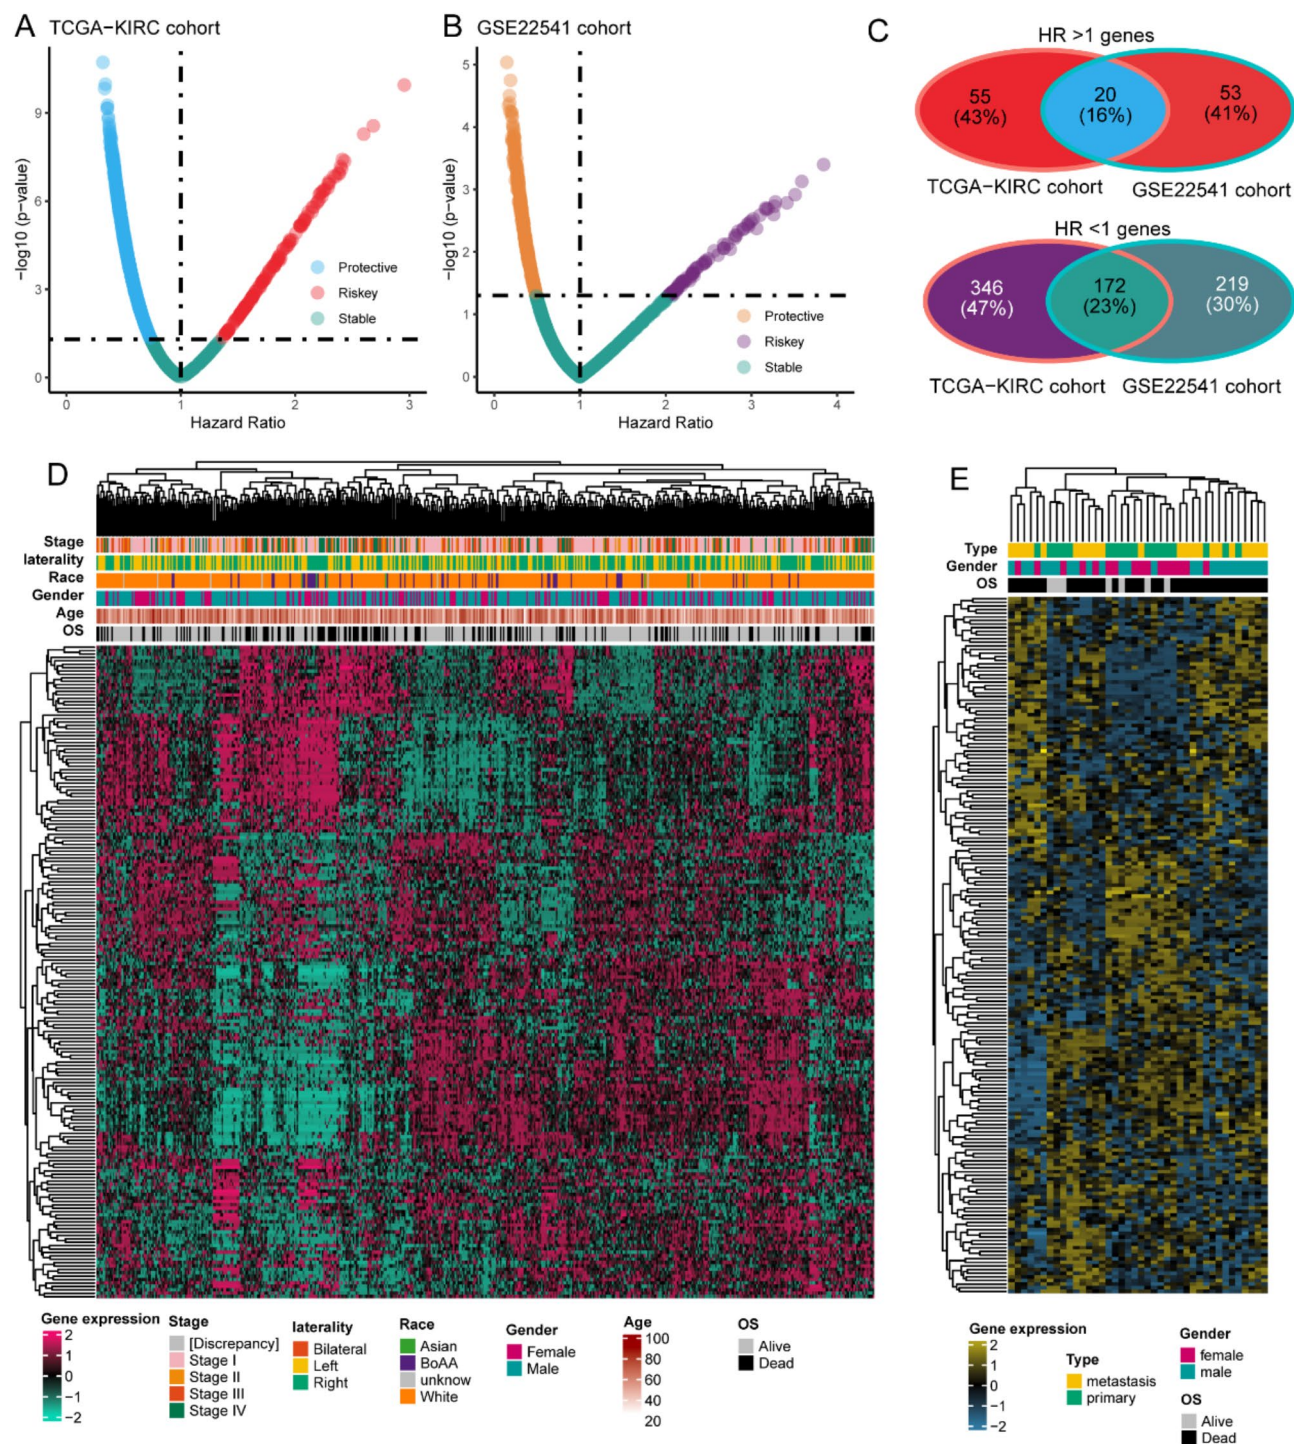 A TCGA−KIRC cohort
−log10 (p−value)
9
6
3
0
Protective
Riskey
Stable
0 1 2 3
Hazard Ratio
B GSE22541 cohort
−log10 (p−value)
5
4
3
2
1
0
Protective
Riskey
Stable
0 1 2 3 4
Hazard Ratio
C
HR >1 genes
55 20 53
(43%) (16%) (41%)
TCGA−KIRC cohort GSE22541 cohort
HR <1 genes
346 172 219
(47%) (23%) (30%)
TCGA−KIRC cohort GSE22541 cohort
D
Stage
laterality
Race
Gender
Age
OS
Gene expression
2
1
0
−1
−2
Stage
[Discrepancy]
Stage I
Stage II
Stage III
Stage IV
laterality
Bilateral
Left
Right
Race
Asian
BoAA
unknow
White
Gender
Female
Male
Age
100
80
60
40
20
OS
Alive
Dead
E
Type
Gender
OS
Gene expression
2
1
0
−1
−2
Type
metastasis
primary
Gender
female
male
OS
Alive
Dead